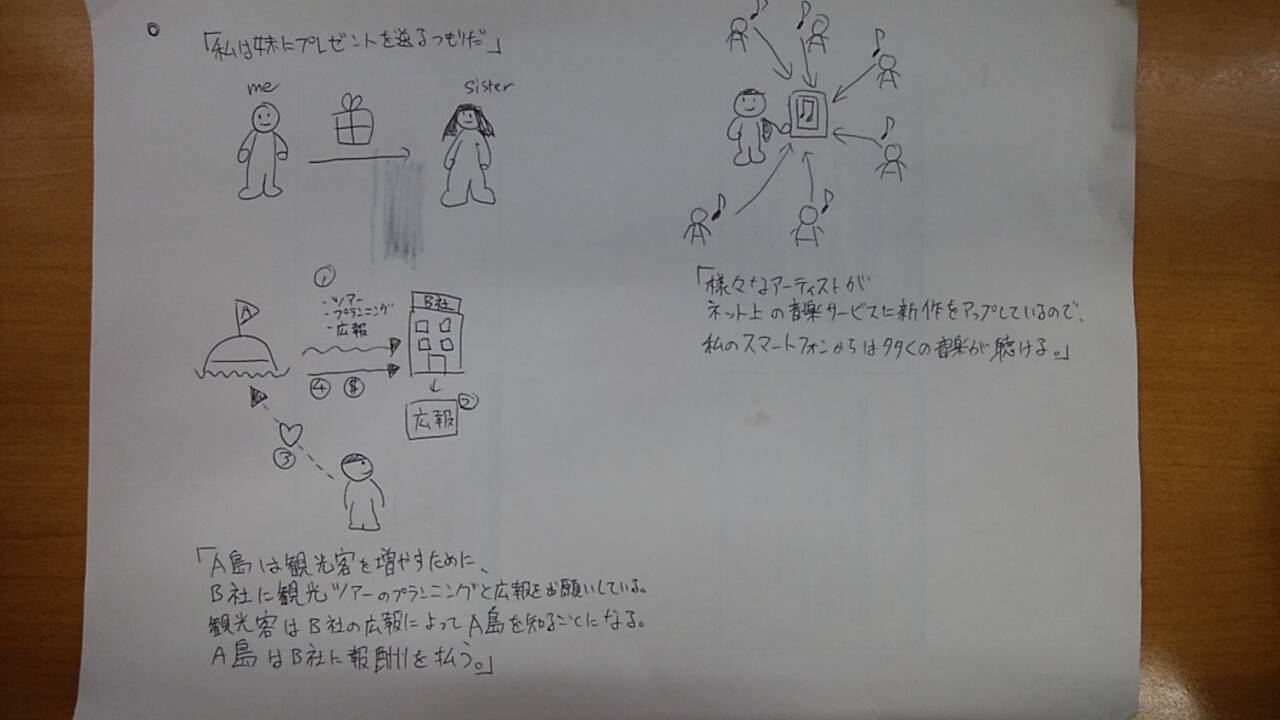 「私は妹にプレゼントを送るつもりだ」
me
sister
①
・ツアー
・プランニング
・広報
A
B社
④ $
広報
②
③
「A島は観光客を増やすために、
B社に観光ツアーのプランニングと広報をお願いしている。
観光客はB社の広報によってA島を知ることになる。
A島はB社に報酬を払う。」
「様々なアーティストが
ネット上の音楽サービスに新作をアップしているので、
私のスマートフォンからは多くの音楽が聴ける。」